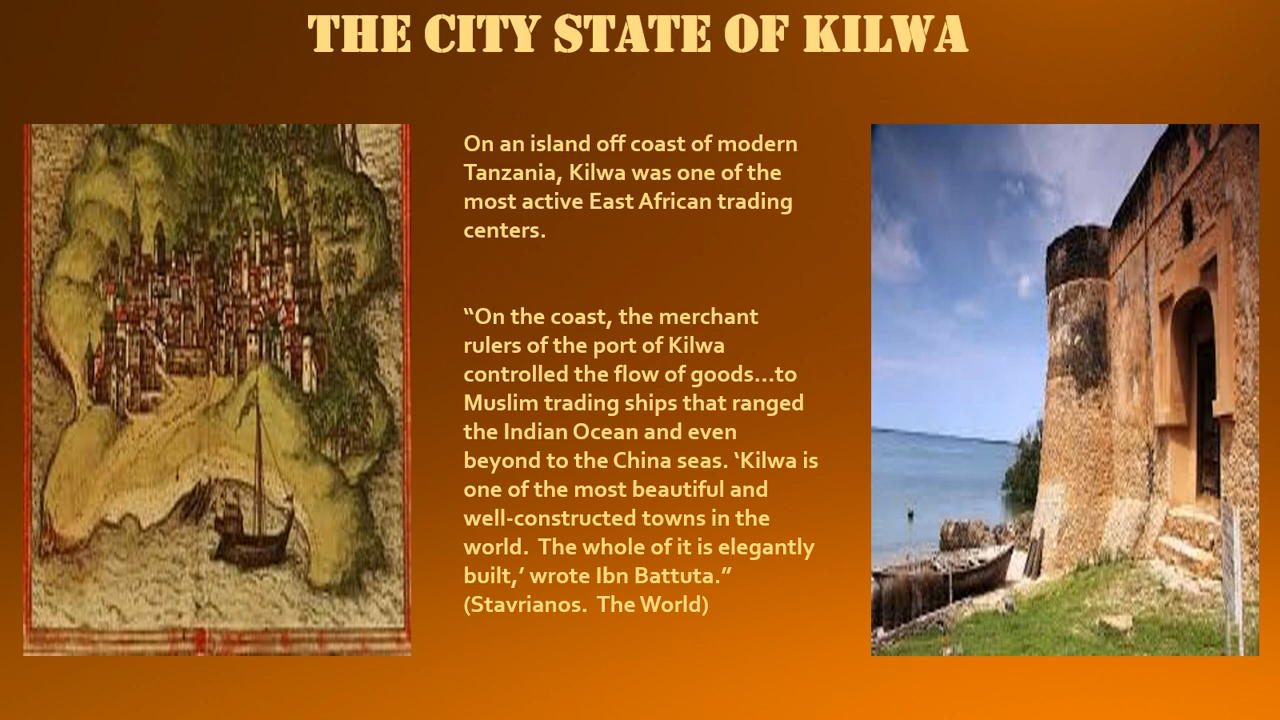 THE CITY STATE OF KILWA
On an island off coast of modern
Tanzania, Kilwa was one of the
most active East African trading
centers.
“On the coast, the merchant
rulers of the port of Kilwa
controlled the flow of goods…to
Muslim trading ships that ranged
the Indian Ocean and even
beyond to the China seas. ‘Kilwa is
one of the most beautiful and
well-constructed towns in the
world.  The whole of it is elegantly
built,’ wrote Ibn Battuta.”
(Stavrianos.  The World)